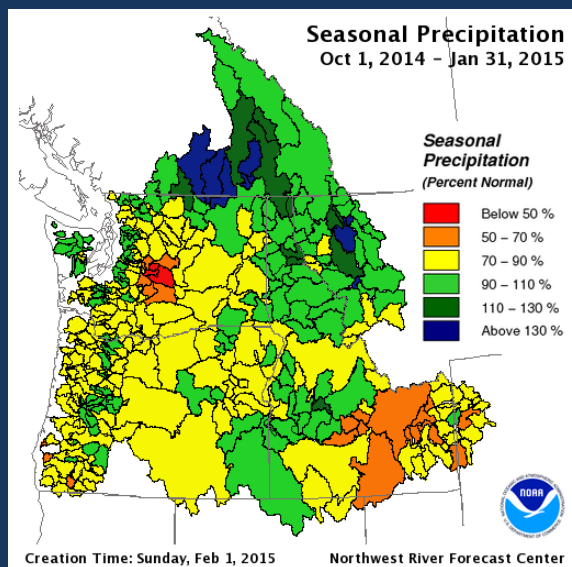 Seasonal Precipitation
Oct 1, 2014 – Jan 31, 2015
Seasonal
Precipitation
(Percent Normal)
Below 50 %
50 – 70 %
70 – 90 %
90 – 110 %
110 – 130 %
Above 130 %
NOAA
Creation Time: Sunday, Feb 1, 2015
Northwest River Forecast Center